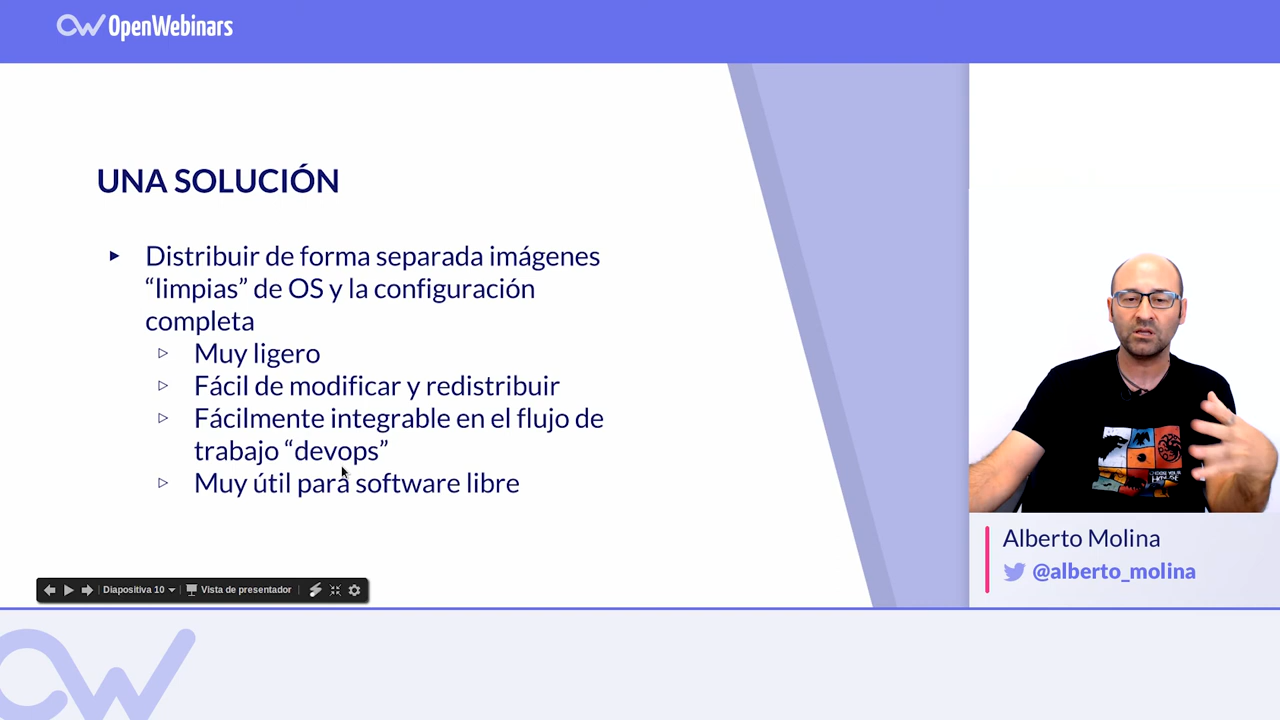 OpenWebinars
UNA SOLUCIÓN
Distribuir de forma separada imágenes
“limpias” de OS y la configuración
completa
Muy ligero
Fácil de modificar y redistribuir
Fácilmente integrable en el flujo de
trabajo “devops”
Muy útil para software libre
Alberto Molina
@alberto_molina
Diapositiva 10
Vista de presentador